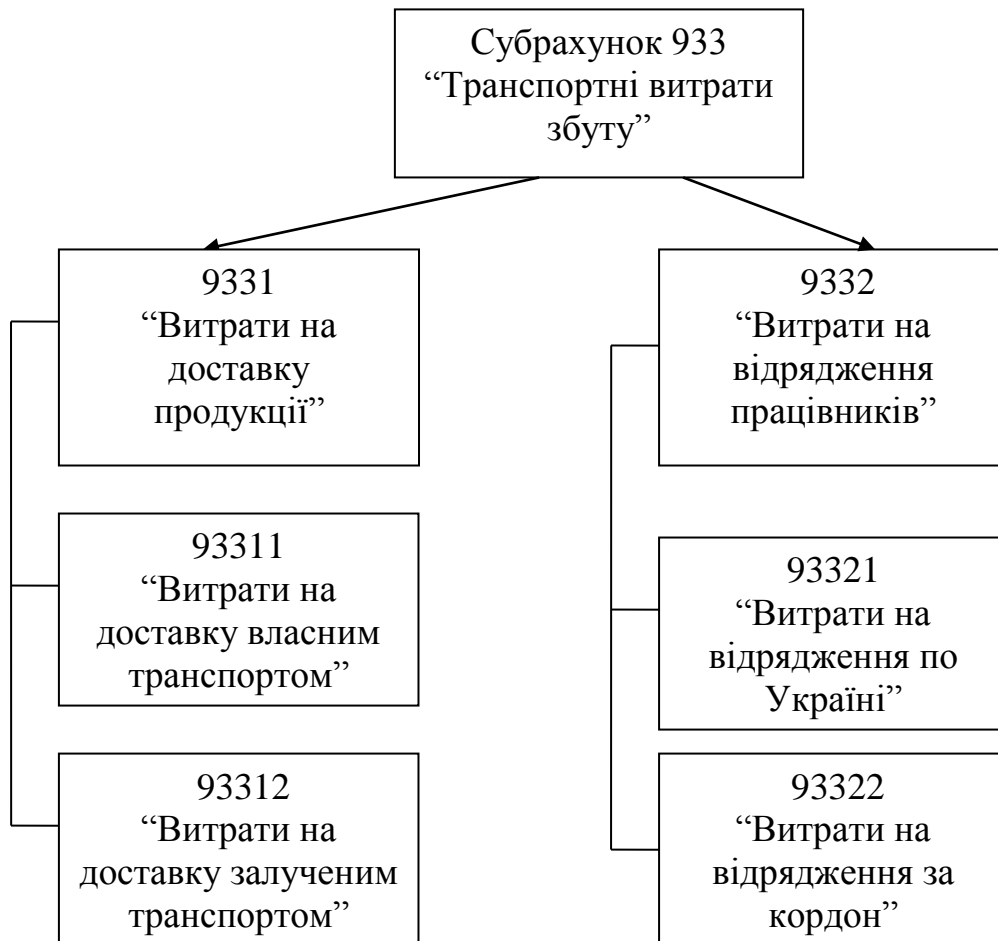 Субрахунок 933
“Транспортні витрати
збуту”
9331
“Витрати на
доставку
продукції”
9332
“Витрати на
відрядження
працівників”
93311
“Витрати на
доставку власним
транспортом”
93321
“Витрати на
відрядження по
Україні”
93312
“Витрати на
доставку залученим
транспортом”
93322
“Витрати на
відрядження за
кордон”